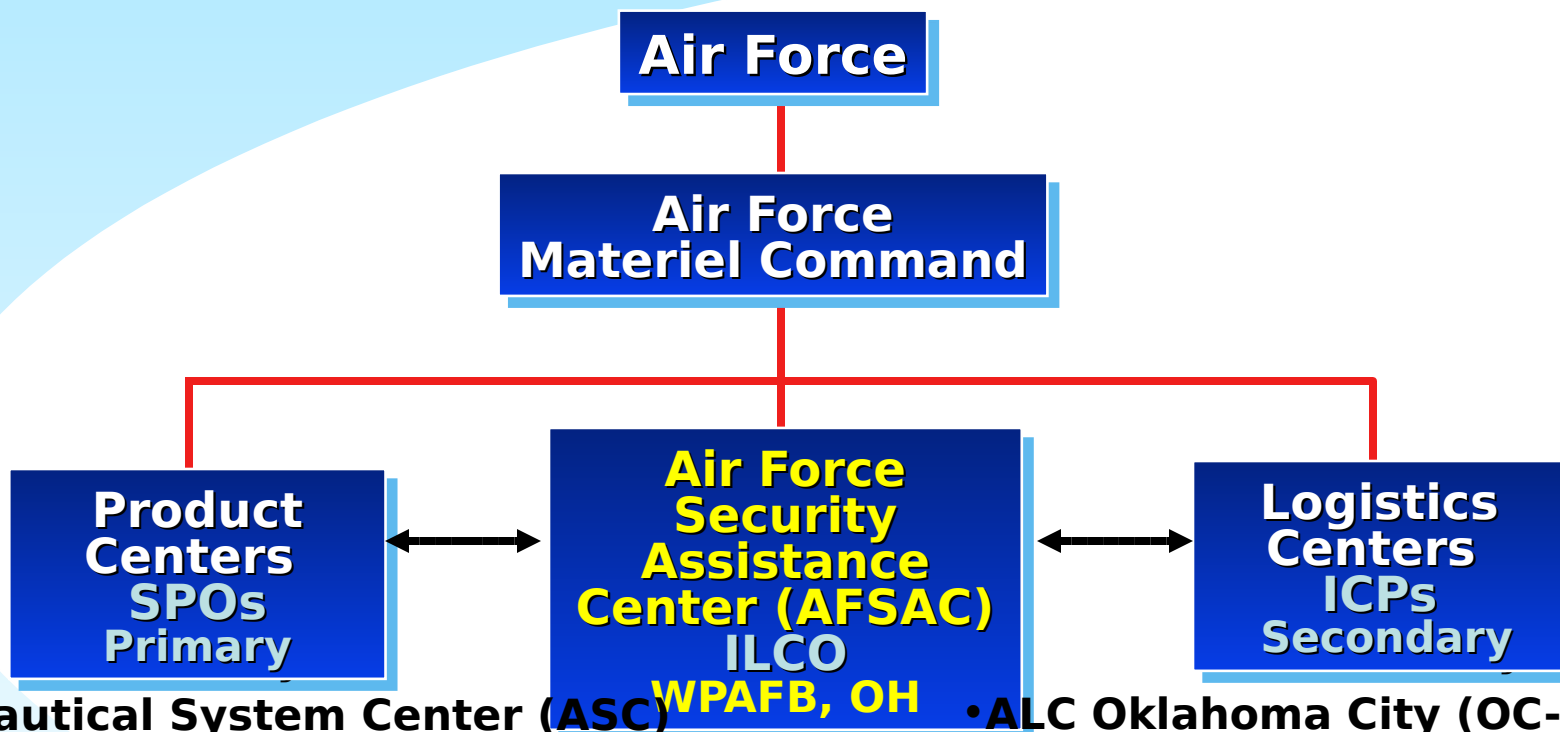 Air Force
Air Force
Materiel Command
Product
Centers
SPOs
Primary
Air Force
Security
Assistance
Center (AFSAC)
ILCO
WPAFB, OH
Logistics
Centers
ICPs
Secondary
autical System Center (ASC)
•ALC Oklahoma City (OC-